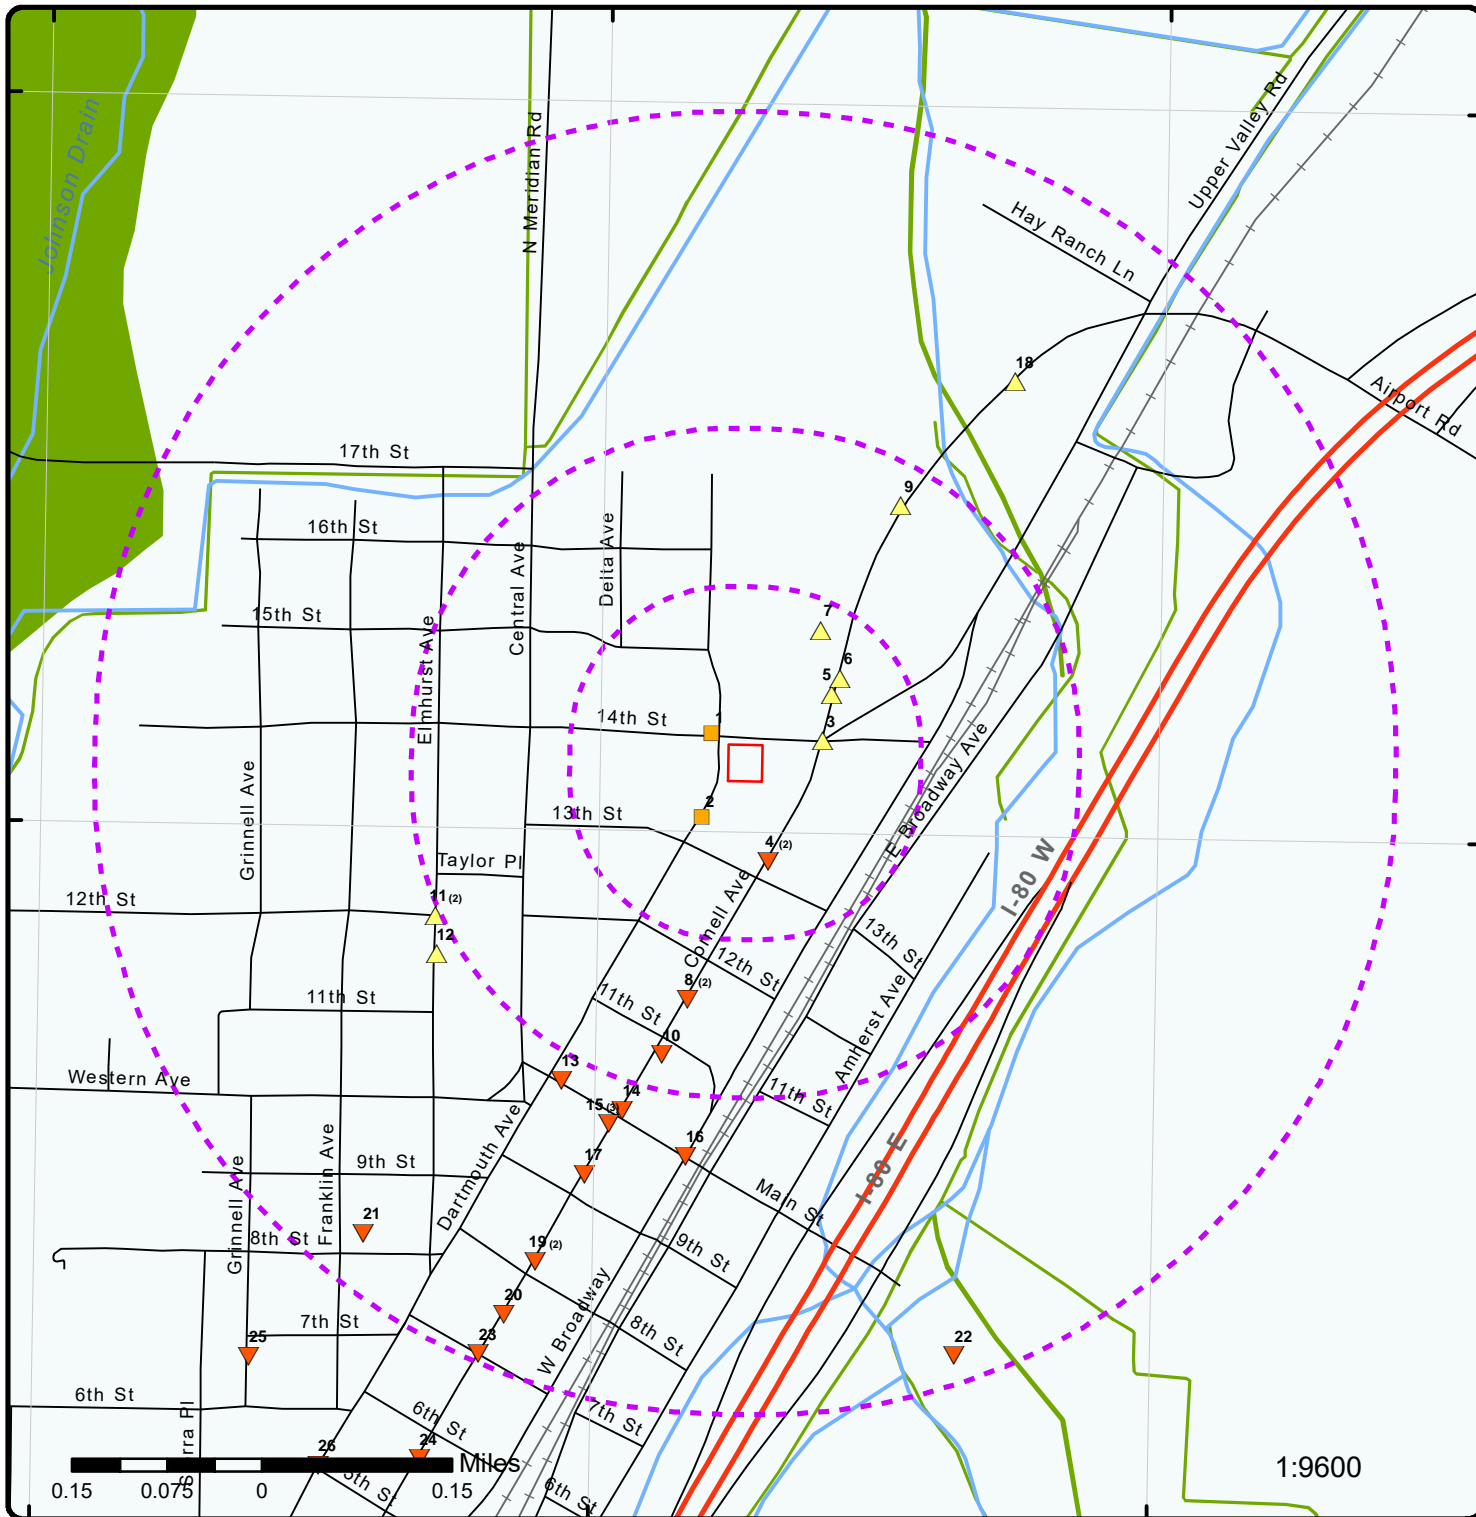 Johnson Drain
N Meridian Rd
Upper Valley Rd
Hay Ranch Ln
18
Airport Rd
17th St
9
16th St
Delta Ave
Central Ave
15th St
Elmhurst Ave
7
6
5
14th St
1
3
E Broadway Ave
Grinnell Ave
2
13th St
4 (2)
Taylor Pl
I-80 W
12th St
11 (2)
Cornell Ave
12
13th St
12th St
8 (2)
11th St
11th St
Amherst Ave
10
13
Western Ave
11th St
14
15 (3)
Dartmouth Ave
16
Franklin Ave
9th St
17
I-80 E
Grinnell Ave
Main St
21
8th St
19 (2)
9th St
20
W Broadway
7th St
23
8th St
22
25
6th St
6th St
7th St
26
24
Miles
5th St
6th St
0.15
0.075
0
0.15
1:9600